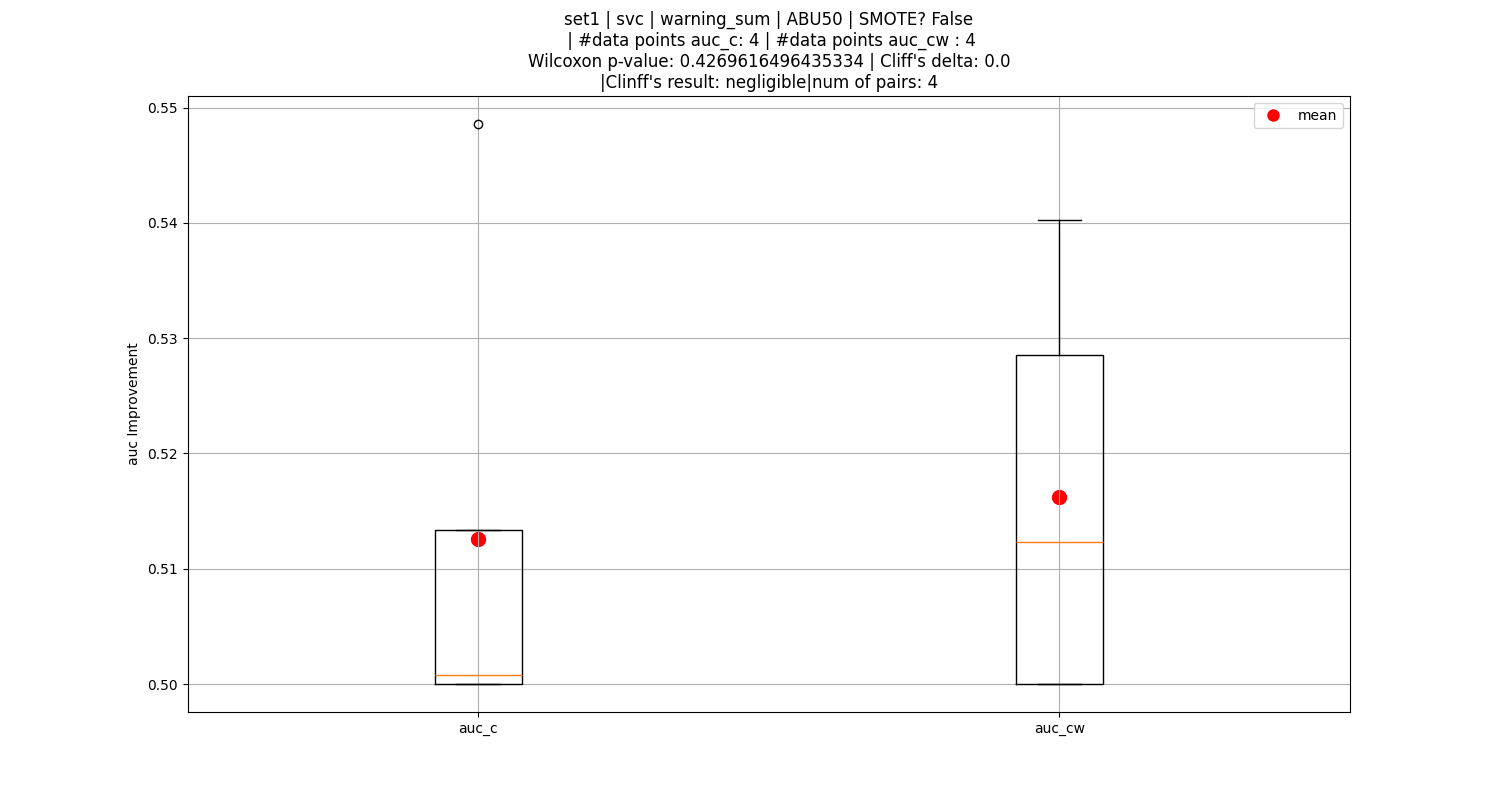 set1 | svc | warning_sum | ABU50 | SMOTE? False
| #data points auc_c: 4 | #data points auc_cw : 4
Wilcoxon p-value: 0.4269616496435334 | Cliff's delta: 0.0
|Clinff's result: negligible|num of pairs: 4
mean
0.55
0.54
0.53
0.52
0.51
0.50
auc Improvement
auc_c
auc_cw